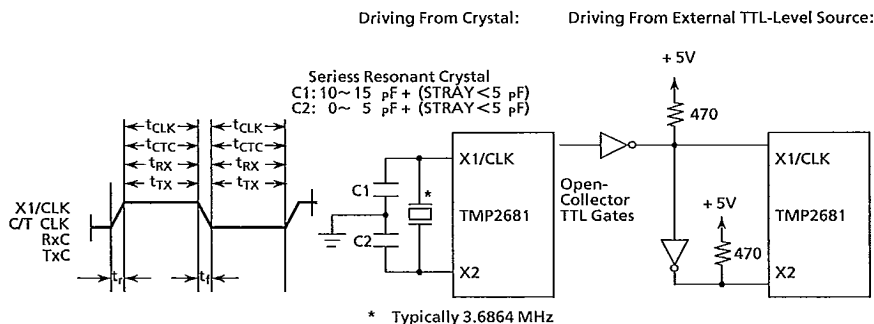 Driving From Crystal:
Driving From External TTL-Level Source:
Seriess Resonant Crystal
C1: 10~ 15 pF + (STRAY<5 pF)
C2: 0~ 5 pF + (STRAY<5 pF)
+ 5V
470
tCLK
tCTC
tRX
tTX
tCLK
tCTC
tRX
tTX
X1/CLK
C/T CLK
RxC
TxC
tr
tf
C1
C2
*
X1/CLK
TMP2681
X2
Open-
Collector
TTL Gates
+ 5V
470
X1/CLK
TMP2681
X2
* Typically 3.6864 MHz